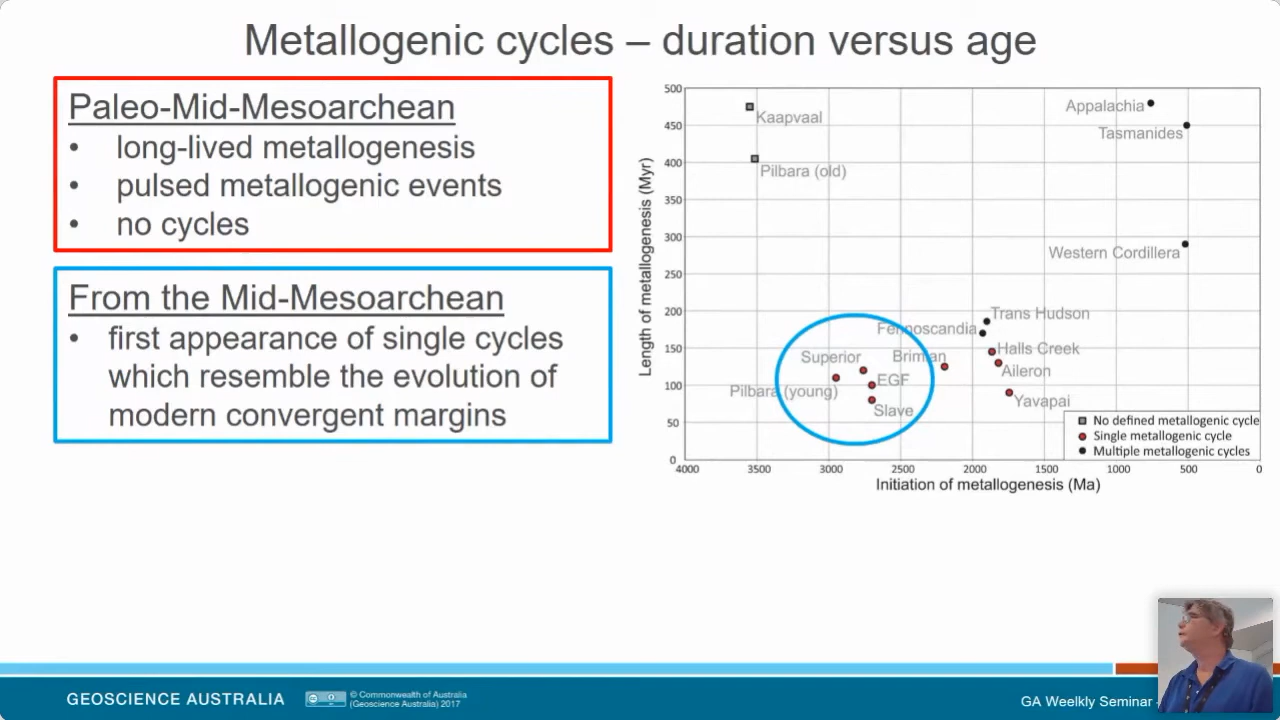 Metallogenic cycles – duration versus age
Paleo-Mid-Mesoarchean
• long-lived metallogenesis
• pulsed metallogenic events
• no cycles
From the Mid-Mesoarchean
• first appearance of single cycles
which resemble the evolution of
modern convergent margins
Length of metallogenesis (Myr)
500
450
400
350
300
250
200
150
100
50
0
Kaapvaal
Pilbara (old)
Appalachia
Tasmanides
Western Cordillera
Trans Hudson
Fennoscandia
Halls Creek
Superior
Aileron
EGF
Pilbara (young)
Yavapai
Slave
No defined metallogenic cycle
Single metallogenic cycle
Multiple metallogenic cycles
4000 3500 3000 2500 2000 1500 1000 500 0
Initiation of metallogenesis (Ma)
GEOSCIENCE AUSTRALIA
© Commonwealth of Australia
(Geoscience Australia) 2017
GA Weelkly Seminar